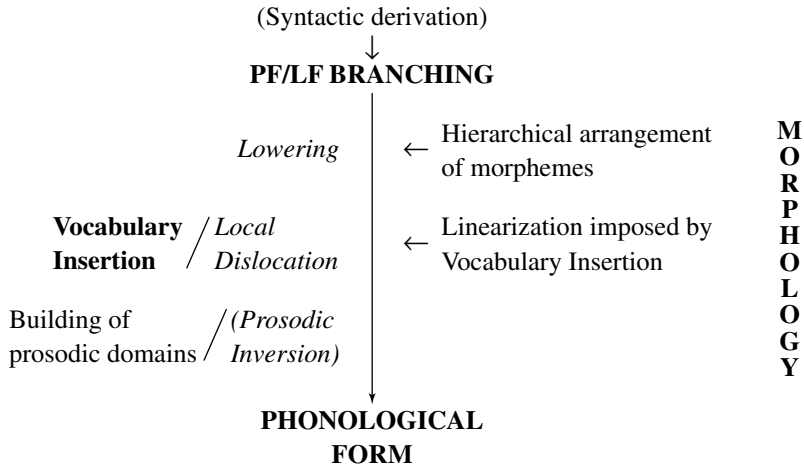 (Syntactic derivation)
↓
PF/LF BRANCHING
Lowering ← Hierarchical arrangement
of morphemes
Vocabulary / Local ← Linearization imposed by
Insertion / Dislocation Vocabulary Insertion
Building of / (Prosodic
prosodic domains / Inversion)
PHONOLOGICAL
FORM
M
O
R
P
H
O
L
O
G
Y